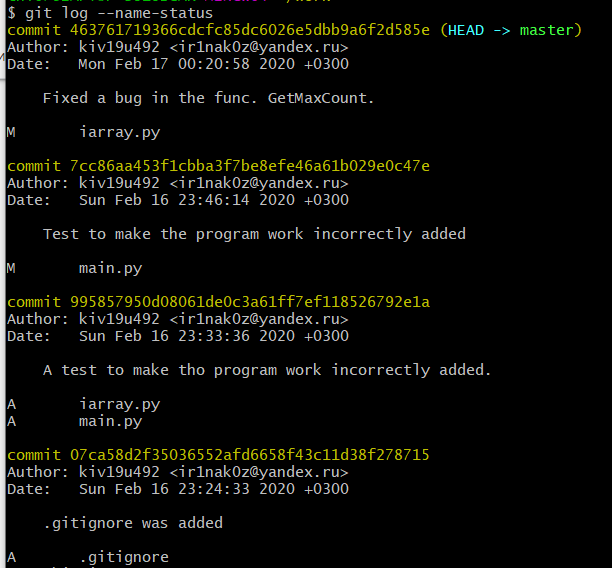 $ git log --name-status
commit 463761719366cdcfc85dc6026e5dbb9a6f2d585e (HEAD -> master)
Author: kiv19u492 <ir1nak0z@yandex.ru>
Date:   Mon Feb 17 00:20:58 2020 +0300
    Fixed a bug in the func. GetMaxCount.
M       iarray.py
commit 7cc86aa453f1cbba3f7be8efe46a61b029e0c47e
Author: kiv19u492 <ir1nak0z@yandex.ru>
Date:   Sun Feb 16 23:46:14 2020 +0300
    Test to make the program work incorrectly added
M       main.py
commit 995857950d08061de0c3a61ff7ef118526792e1a
Author: kiv19u492 <ir1nak0z@yandex.ru>
Date:   Sun Feb 16 23:33:36 2020 +0300
    A test to make tho program work incorrectly added.
A       iarray.py
A       main.py
commit 07ca58d2f35036552afd6658f43c11d38f278715
Author: kiv19u492 <ir1nak0z@yandex.ru>
Date:   Sun Feb 16 23:24:33 2020 +0300
    .gitignore was added
A       .gitignore